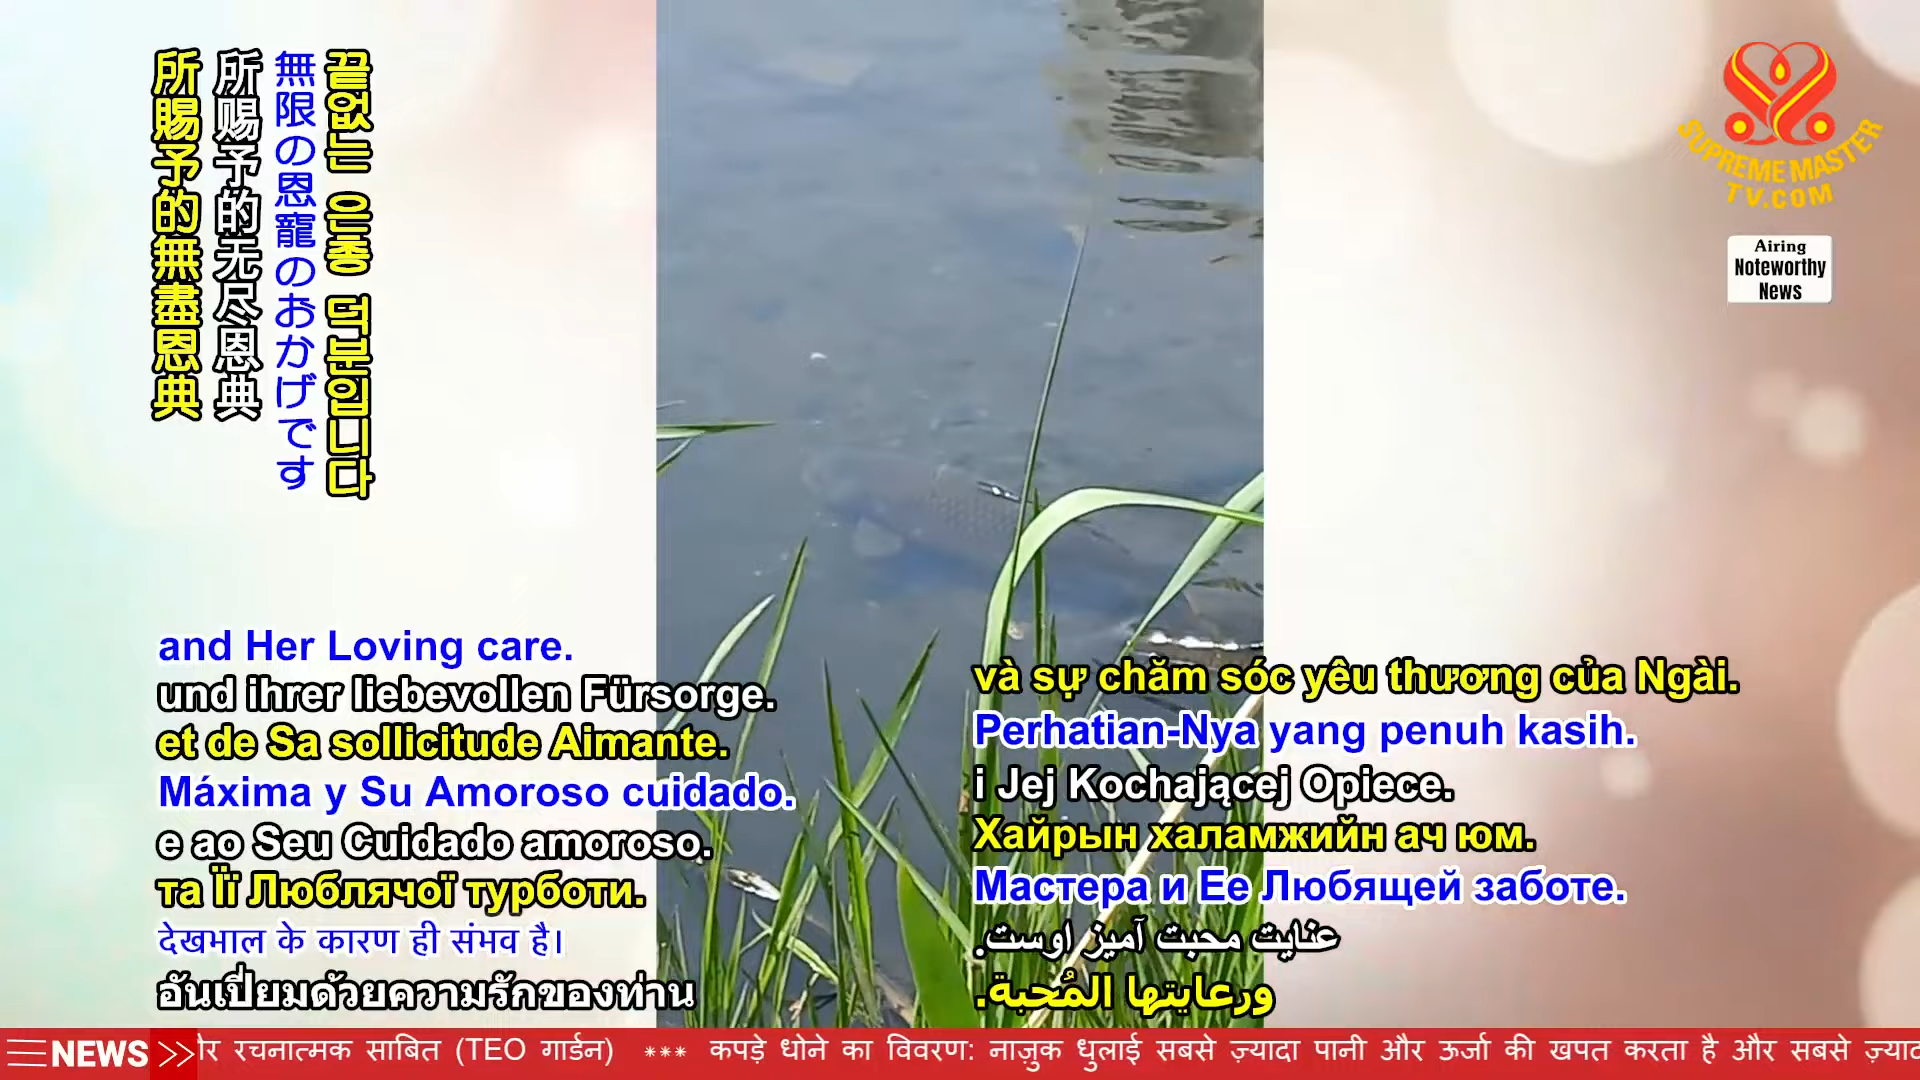 所賜予的無盡恩典
所赐予的无尽恩典
無限の恩寵のおかげです
끝없는 은총 덕분입니다
SUPREME MASTER
TV.COM
Airing
Noteworthy
News
and Her Loving care.
und ihrer liebevollen Fürsorge.
et de Sa sollicitude Aimante.
Máxima y Su Amoroso cuidado.
e ao Seu Cuidado amoroso.
та Її Люблячої турботи.
देखभाल के कारण ही संभव है।
อันเปี่ยมด้วยความรักของท่าน
và sự chăm sóc yêu thương của Ngài.
Perhatian-Nya yang penuh kasih.
i Jej Kochającej Opiece.
Хайрын халамжийн ач юм.
Мастера и Ее Любящей заботе.
عنایت محبت آمیز اوست.
ورعايتها المُحبة.
NEWS
रचनात्मक साबित (TEO गार्डन) *** कपड़े धोने का विवरण: नाज़ुक धुलाई सबसे ज़्यादा पानी और ऊर्जा की खपत करता है और सबसे